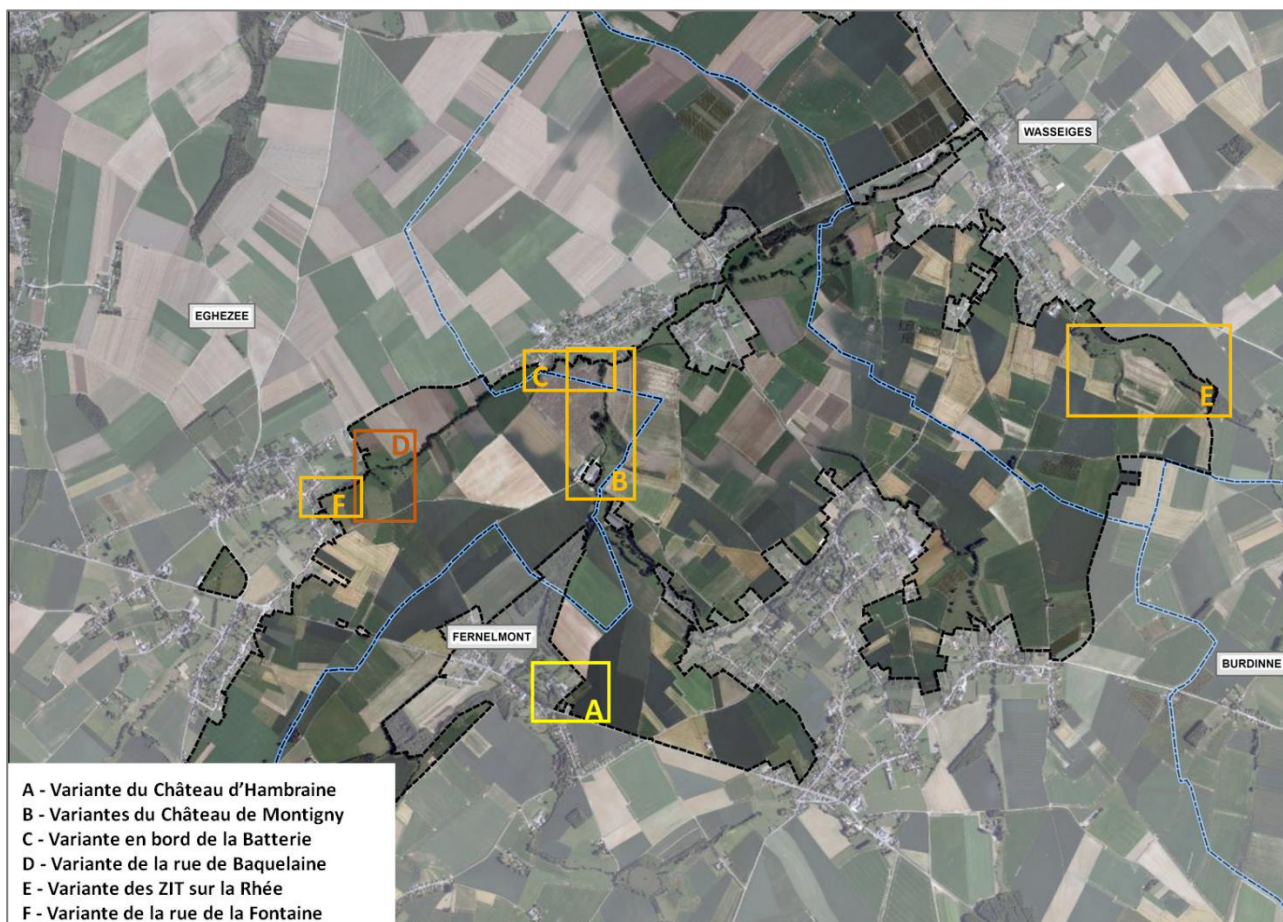 WASSEIGES
EGHEZEE
C
E
D
B
F
FERNELMONT
BURDINNE
A
A - Variante du Château d'Hambraine
B - Variantes du Château de Montigny
C - Variante en bord de la Batterie
D - Variante de la rue de Baquelaine
E - Variante des ZIT sur la Rhée
F - Variante de la rue de la Fontaine